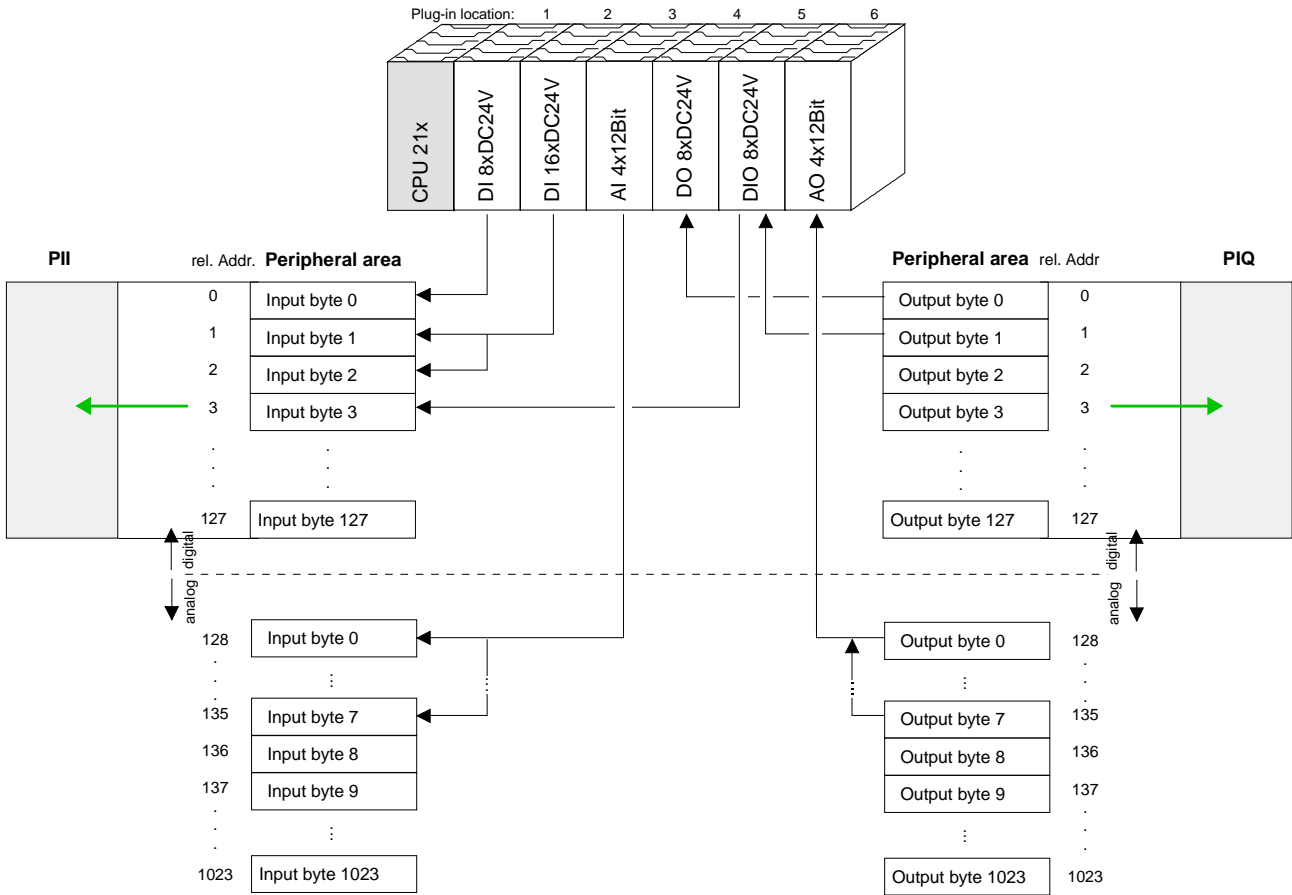 Plug-in location: 1 2 3 4 5 6
CPU 21x
DI 8xDC24V
DI 16xDC24V
AI 4x12Bit
DO 8xDC24V
DIO 8xDC24V
AO 4x12Bit
PII
rel. Addr. Peripheral area
0 Input byte 0
1 Input byte 1
2 Input byte 2
3 Input byte 3
. .
. .
. .
127 Input byte 127
digital
analog
128 Input byte 0
. ...
135 Input byte 7
136 Input byte 8
137 Input byte 9
. ...
1023 Input byte 1023
Peripheral area rel. Addr PIQ
Output byte 0 0
Output byte 1 1
Output byte 2 2
Output byte 3 3
. .
. .
. .
Output byte 127 127
digital
analog
Output byte 0 128
... .
Output byte 7 135
Output byte 8 136
Output byte 9 137
... .
Output byte 1023 1023